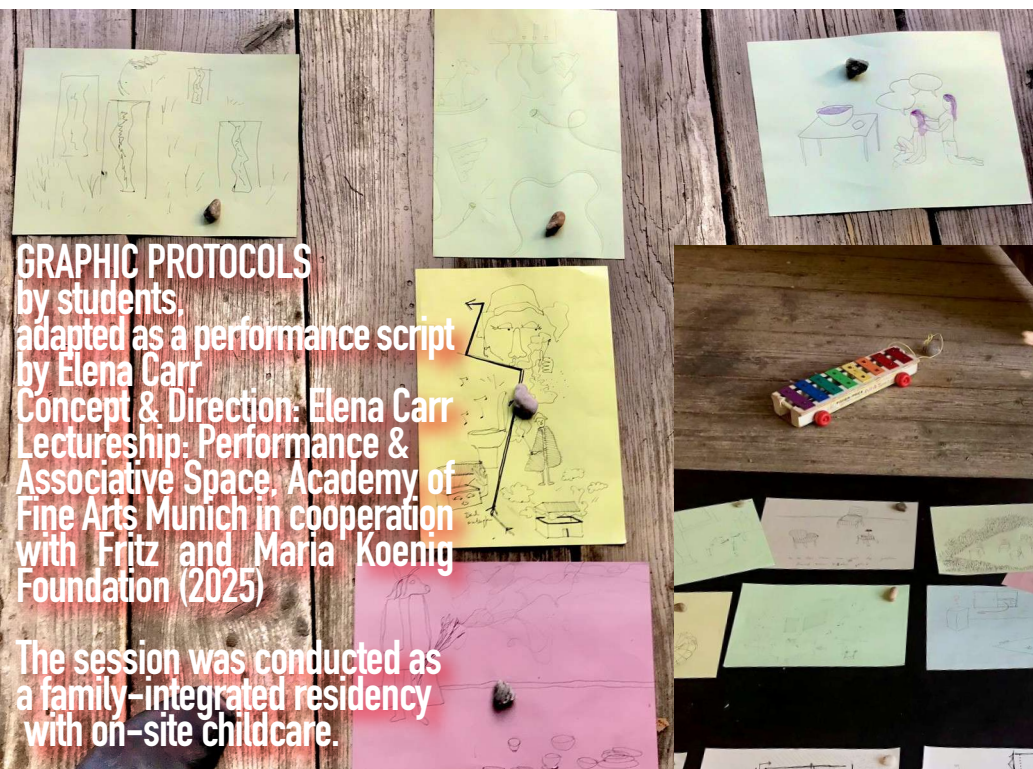 GRAPHIC PROTOCOLS
by students,
adapted as a performance script
by Elena Carr
Concept & Direction: Elena Carr
Lectureship: Performance &
Associative Space, Academy of
Fine Arts Munich in cooperation
with Fritz and Maria Koenig
Foundation (2025)
The session was conducted as
a family-integrated residency
with on-site childcare.